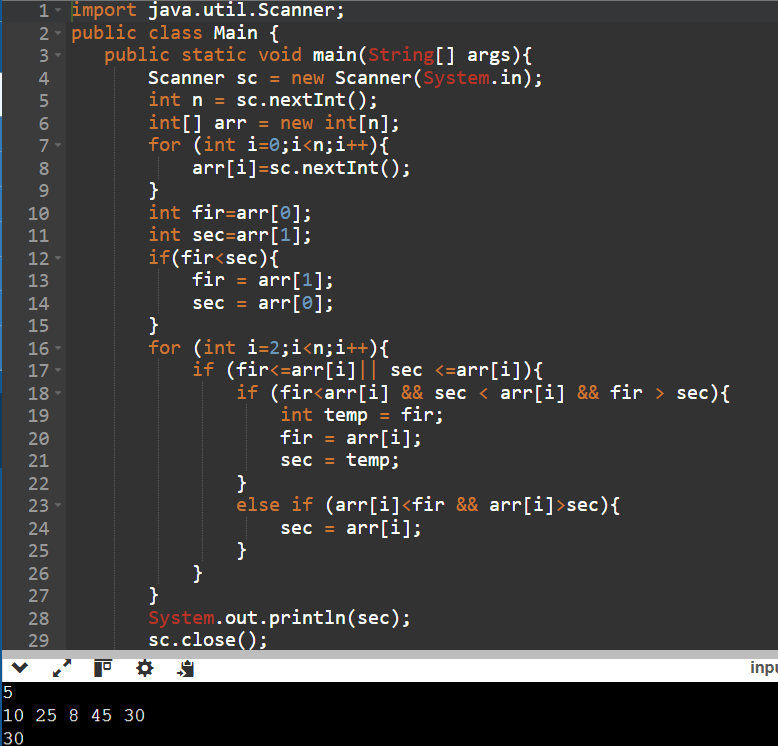 1 import java.util.Scanner;
2 public class Main {
3 public static void main(String[] args){
4 Scanner sc = new Scanner(System.in);
5 int n = sc.nextInt();
6 int[] arr = new int[n];
7 for (int i=0;i<n;i++){
8 arr[i]=sc.nextInt();
9 }
10 int fir=arr[0];
11 int sec=arr[1];
12 if(fir<sec){
13 fir = arr[1];
14 sec = arr[0];
15 }
16 for (int i=2;i<n;i++){
17 if (fir<=arr[i]|| sec <=arr[i]){
18 if (fir<arr[i] && sec < arr[i] && fir > sec){
19 int temp = fir;
20 fir = arr[i];
21 sec = temp;
22 }
23 else if (arr[i]<fir && arr[i]>sec){
24 sec = arr[i];
25 }
26 }
27 }
28 System.out.println(sec);
29 sc.close();
5
10 25 8 45 30
30